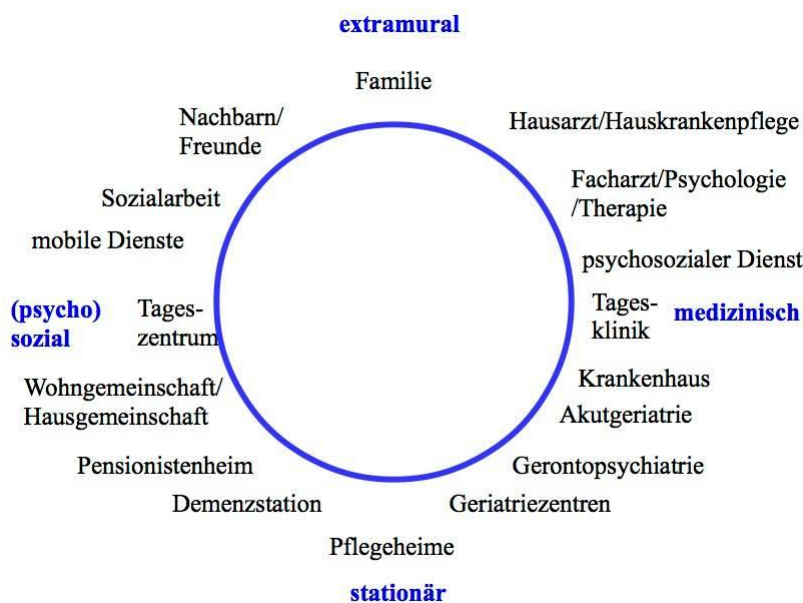 extramural
Familie
Nachbarn/
Freunde
Hausarzt/Hauskrankenpflege
Sozialarbeit
Facharzt/Psychologie
/Therapie
mobile Dienste
psychosozialer Dienst
(psycho)
sozial
Tages-
zentrum
Tages-
klinik
medizinisch
Wohngemeinschaft/
Hausgemeinschaft
Krankenhaus
Akutgeriatrie
Pensionistenheim
Gerontopsychiatrie
Demenzstation
Geriatriezentren
Pflegeheime
stationär